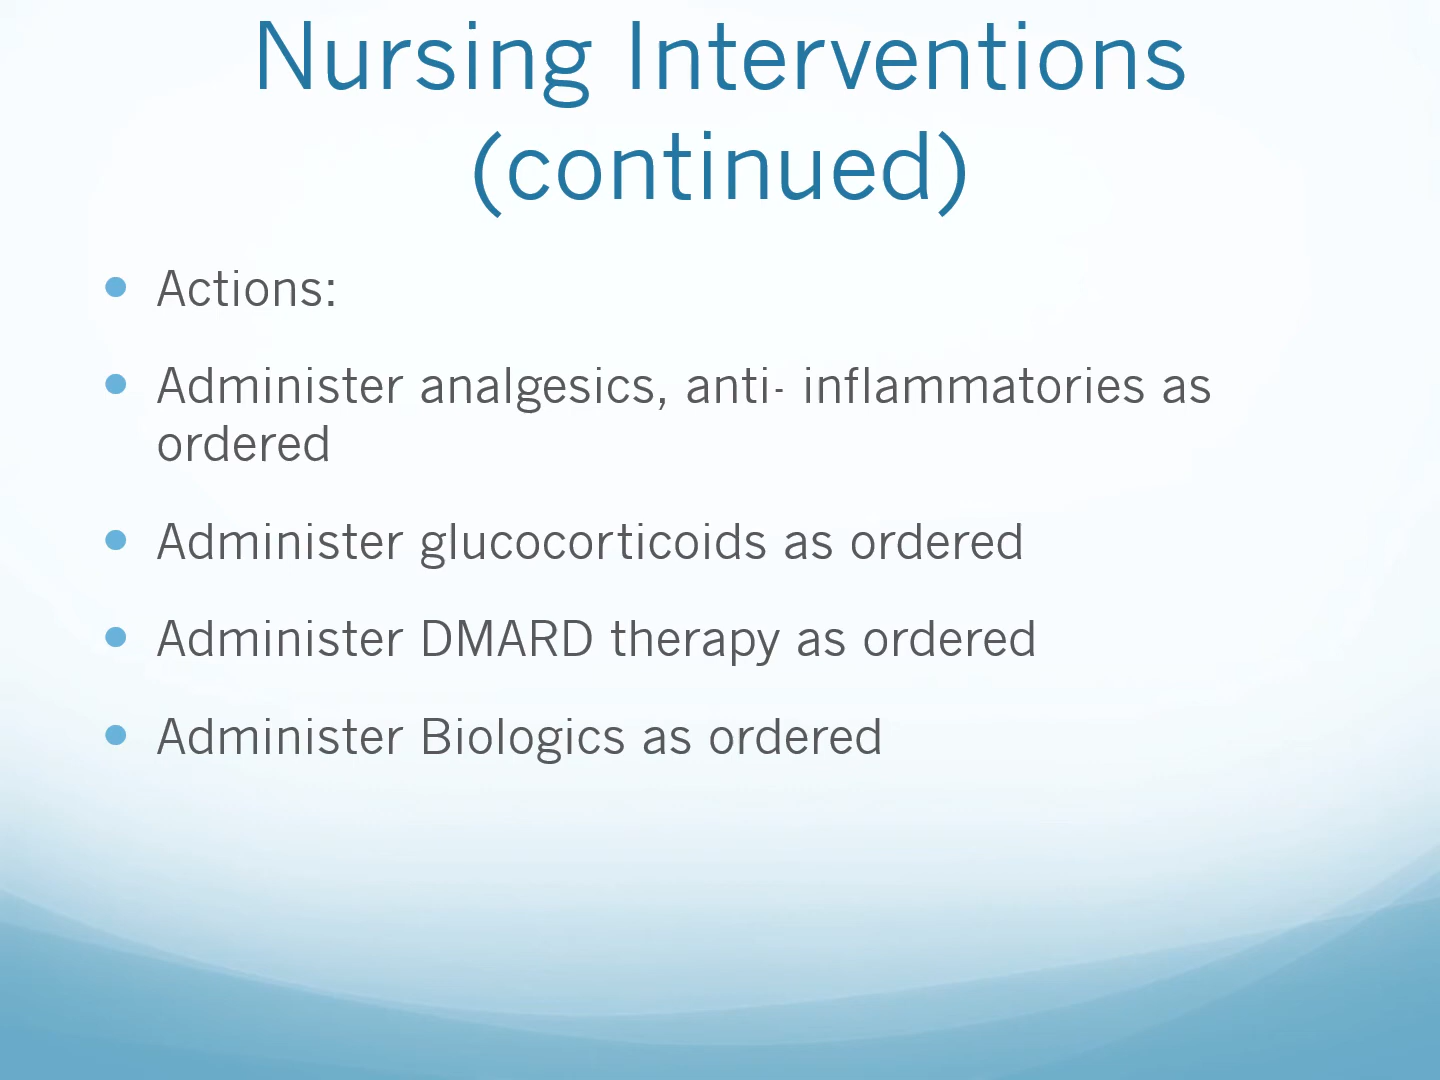 Nursing Interventions
(continued)
• Actions:
• Administer analgesics, anti- inflammatories as
ordered
• Administer glucocorticoids as ordered
• Administer DMARD therapy as ordered
• Administer Biologics as ordered